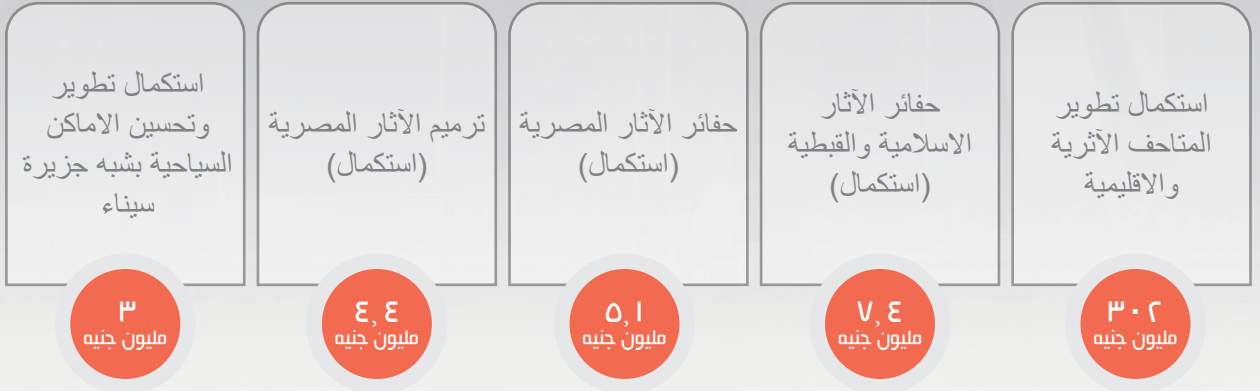 استكمال تطوير
المتاحف الآثرية
والاقليمية
٣٠٢
مليون جنيه
حفائر الآثار
الاسلامية والقبطية
(استكمال)
٧,٤
مليون جنيه
حفائر الآثار المصرية
(استكمال)
٥,١
مليون جنيه
ترميم الآثار المصرية
(استكمال)
٤,٤
مليون جنيه
استكمال تطوير
وتحسين الاماكن
السياحية بشبه جزيرة
سيناء
٣
مليون جنيه